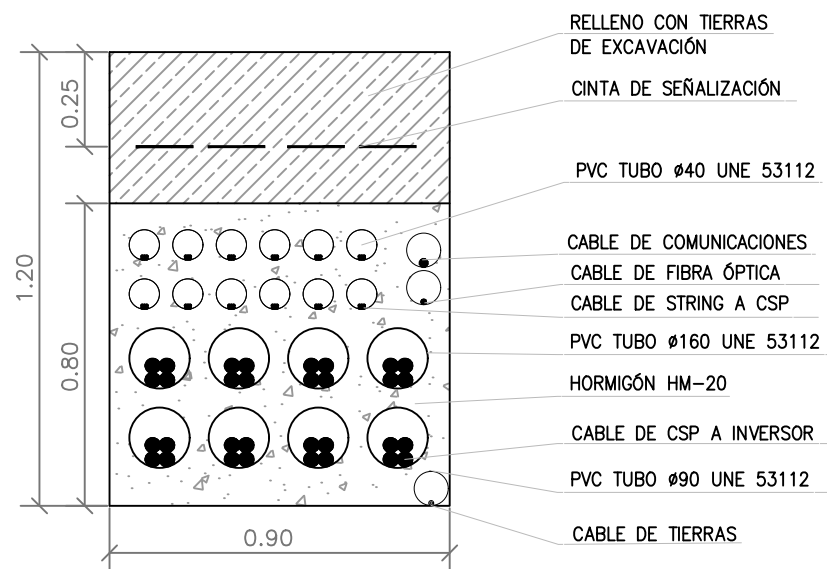 RELLENO CON TIERRAS
DE EXCAVACIÓN
CINTA DE SEÑALIZACIÓN
PVC TUBO ø40 UNE 53112
CABLE DE COMUNICACIONES
CABLE DE FIBRA ÓPTICA
CABLE DE STRING A CSP
PVC TUBO ø160 UNE 53112
HORMIGÓN HM-20
CABLE DE CSP A INVERSOR
PVC TUBO ø90 UNE 53112
CABLE DE TIERRAS
0.25
1.20
0.80
0.90